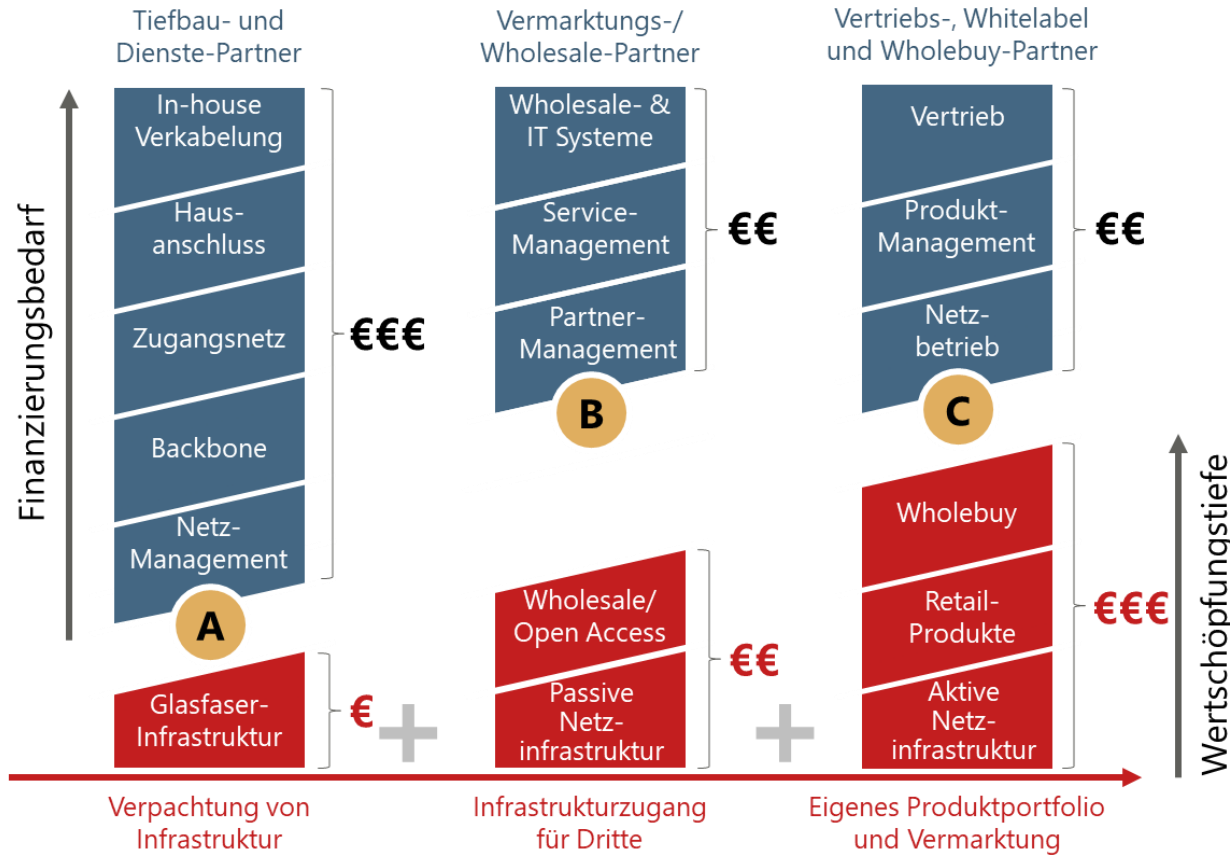 Tiefbau- und
Dienste-Partner
Vermarktungs-/
Wholesale-Partner
Vertriebs-, Whitelabel
und Wholebuy-Partner
Finanzierungsbedarf
In-house
Verkabelung
Haus-
anschluss
Zugangsnetz
Backbone
Netz-
Management
€€€
A
Glasfaser-
Infrastruktur
€
Wholesale- &
IT Systeme
Service-
Management
Partner-
Management
€€
B
Wholesale/
Open Access
Passive
Netz-
infrastruktur
€€
Vertrieb
Produkt-
Management
Netz-
betrieb
€€
C
Wholebuy
Retail-
Produkte
Aktive
Netz-
infrastruktur
€€€
Wertschöpfungstiefe
+
+
Verpachtung von
Infrastruktur
Infrastrukturzugang
für Dritte
Eigenes Produktportfolio
und Vermarktung